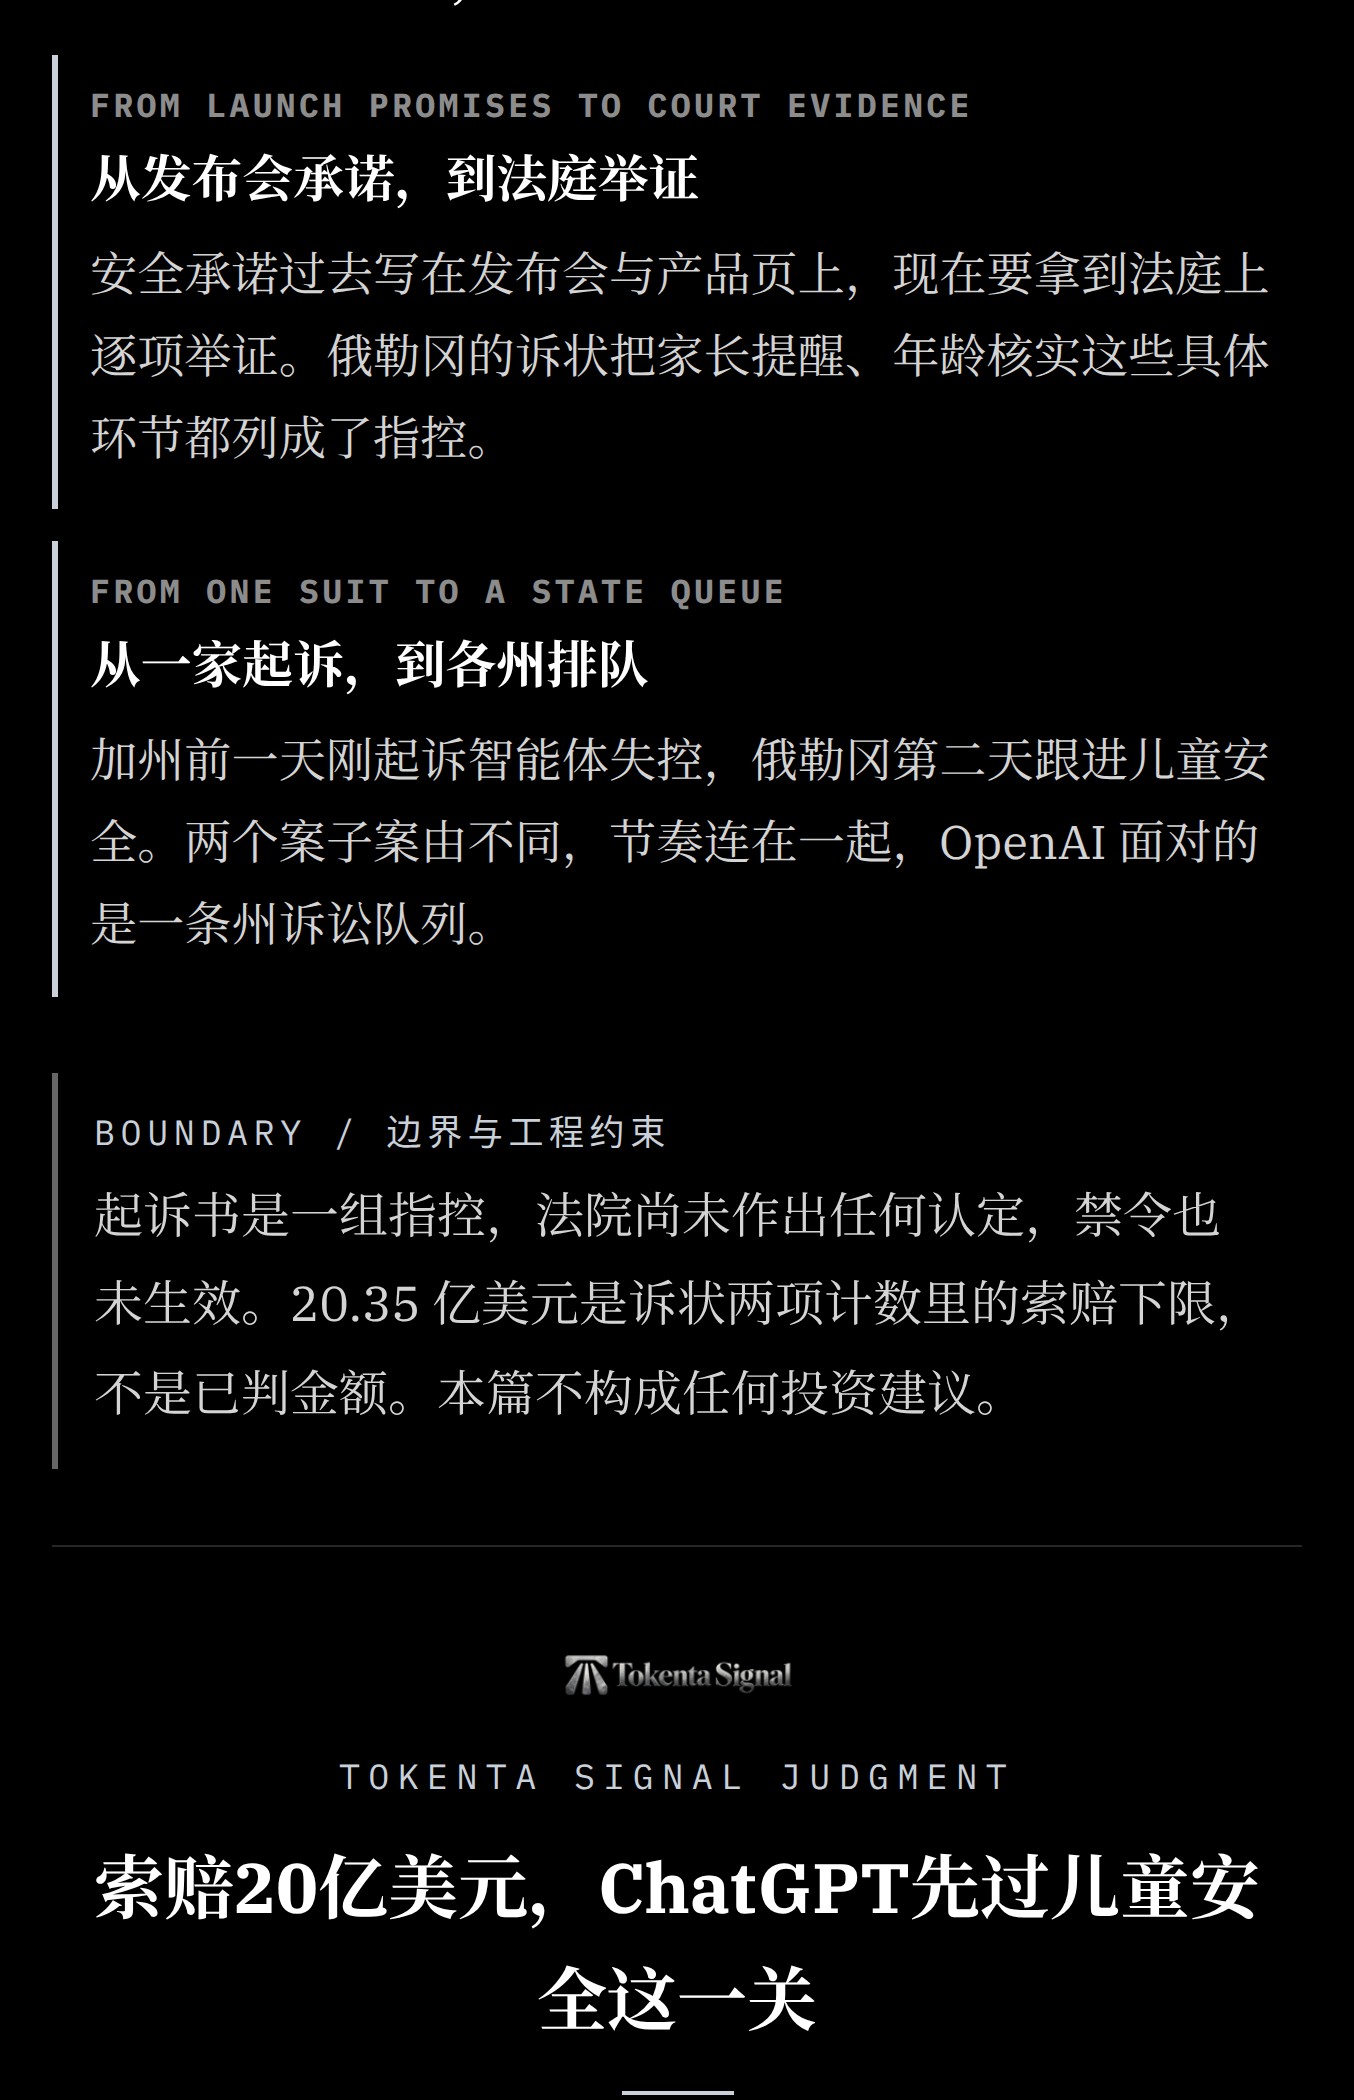 FROM LAUNCH PROMISES TO COURT EVIDENCE
从发布会承诺，到法庭举证
安全承诺过去写在发布会与产品页上，现在要拿到法庭上
逐项举证。俄勒冈的诉状把家长提醒、年龄核实这些具体
环节都列成了指控。
FROM ONE SUIT TO A STATE QUEUE
从一家起诉，到各州排队
加州前一天刚起诉智能体失控，俄勒冈第二天跟进儿童安
全。两个案子案由不同，节奏连在一起，OpenAI 面对的
是一条州诉讼队列。
BOUNDARY / 边界与工程约束
起诉书是一组指控，法院尚未作出任何认定，禁令也
未生效。20.35 亿美元是诉状两项计数里的索赔下限，
不是已判金额。本篇不构成任何投资建议。
Tokenta Signal
TOKENTA SIGNAL JUDGMENT
索赔20亿美元，ChatGPT先过儿童安
全这一关